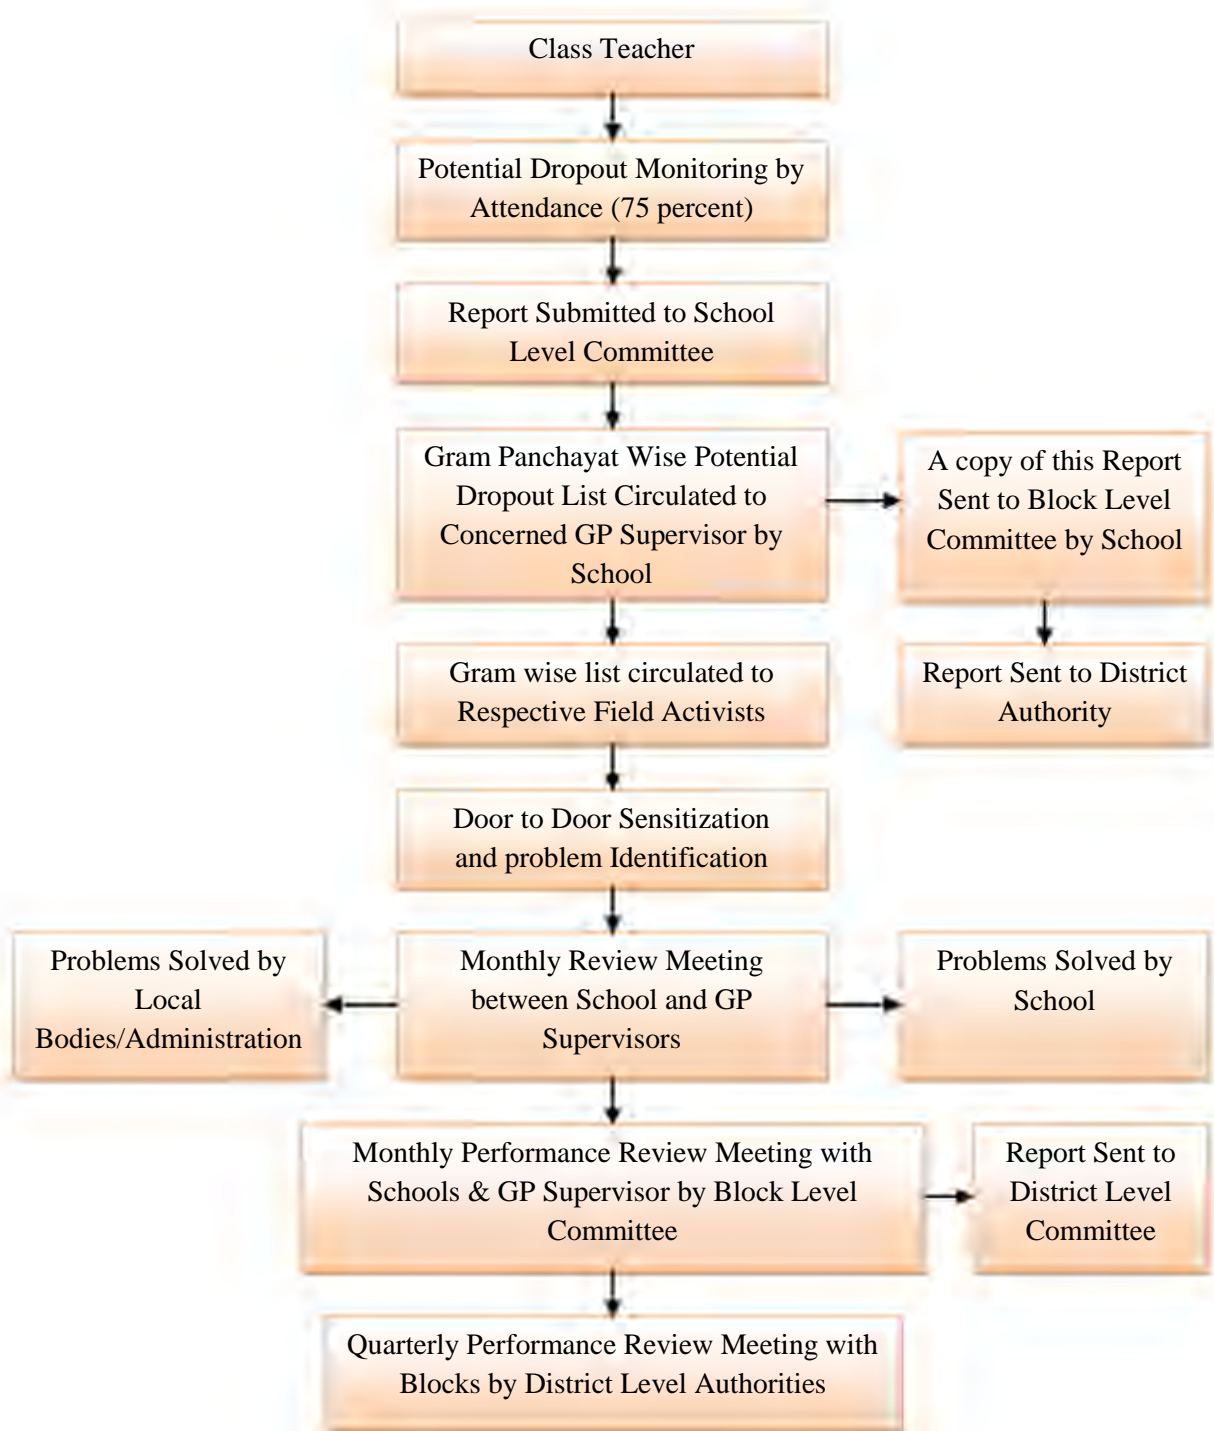 Class Teacher
Potential Dropout Monitoring by
Attendance (75 percent)
Report Submitted to School
Level Committee
Gram Panchayat Wise Potential
Dropout List Circulated to
Concerned GP Supervisor by
School
A copy of this Report
Sent to Block Level
Committee by School
Gram wise list circulated to
Respective Field Activists
Report Sent to District
Authority
Door to Door Sensitization
and problem Identification
Problems Solved by
Local
Bodies/Administration
Monthly Review Meeting
between School and GP
Supervisors
Problems Solved by
School
Monthly Performance Review Meeting with
Schools & GP Supervisor by Block Level
Committee
Report Sent to
District Level
Committee
Quarterly Performance Review Meeting with
Blocks by District Level Authorities